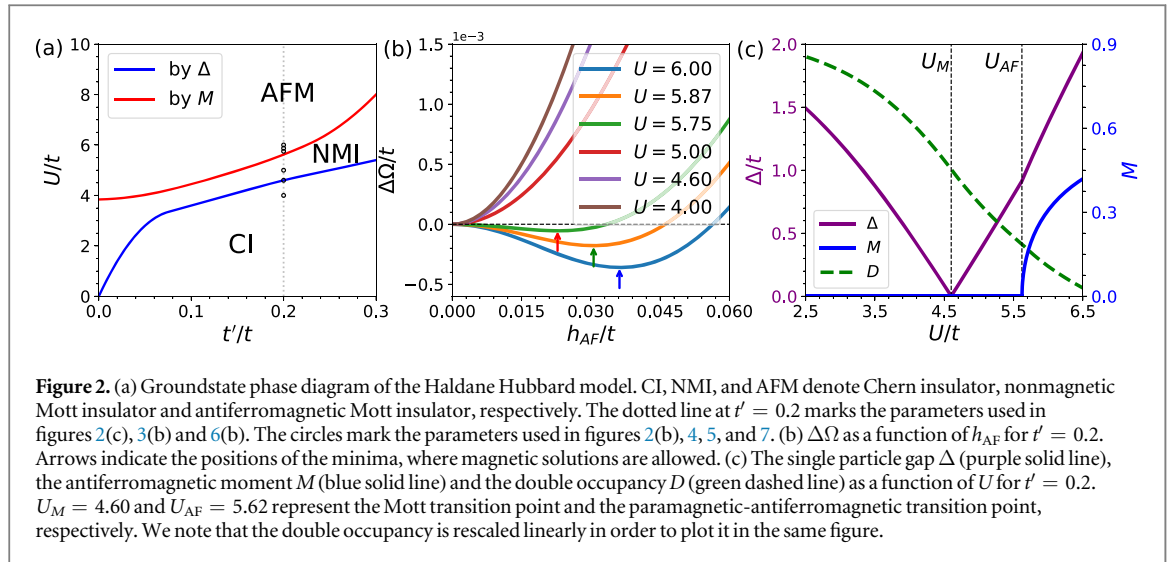 (a)
10
8
6
4
2
0
U/t
by Δ
by M
AFM
NMI
CI
0.0
0.1
0.2
0.3
t′/t
(b)
1e−3
1.5
1.0
0.5
0.0
−0.5
ΔΩ/t
U = 6.00
U = 5.87
U = 5.75
U = 5.00
U = 4.60
U = 4.00
0.000
0.015
0.030
0.045
0.060
h_AF/t
(c)
2.0
1.5
1.0
0.5
0.0
Δ/t
U_M
U_AF
Δ
M
D
0.9
0.6
0.3
0.0
M
2.5
3.5
4.5
5.5
6.5
U/t
Figure 2. (a) Groundstate phase diagram of the Haldane Hubbard model. CI, NMI, and AFM denote Chern insulator, nonmagnetic
Mott insulator and antiferromagnetic Mott insulator, respectively. The dotted line at t′ = 0.2 marks the parameters used in
figures 2(c), 3(b) and 6(b). The circles mark the parameters used in figures 2(b), 4, 5, and 7. (b) ΔΩ as a function of h_AF for t′ = 0.2.
Arrows indicate the positions of the minima, where magnetic solutions are allowed. (c) The single particle gap Δ (purple solid line),
the antiferromagnetic moment M (blue solid line) and the double occupancy D (green dashed line) as a function of U for t′ = 0.2.
U_M = 4.60 and U_AF = 5.62 represent the Mott transition point and the paramagnetic-antiferromagnetic transition point,
respectively. We note that the double occupancy is rescaled linearly in order to plot it in the same figure.